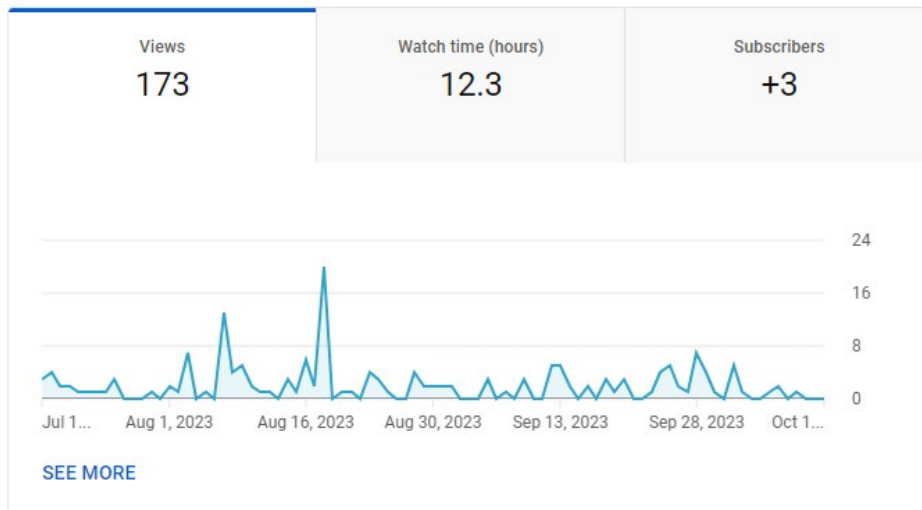 Views Watch time (hours) Subscribers
173 12.3 +3
24
16
8
0
Jul 1... Aug 1, 2023 Aug 16, 2023 Aug 30, 2023 Sep 13, 2023 Sep 28, 2023 Oct 1...
SEE MORE